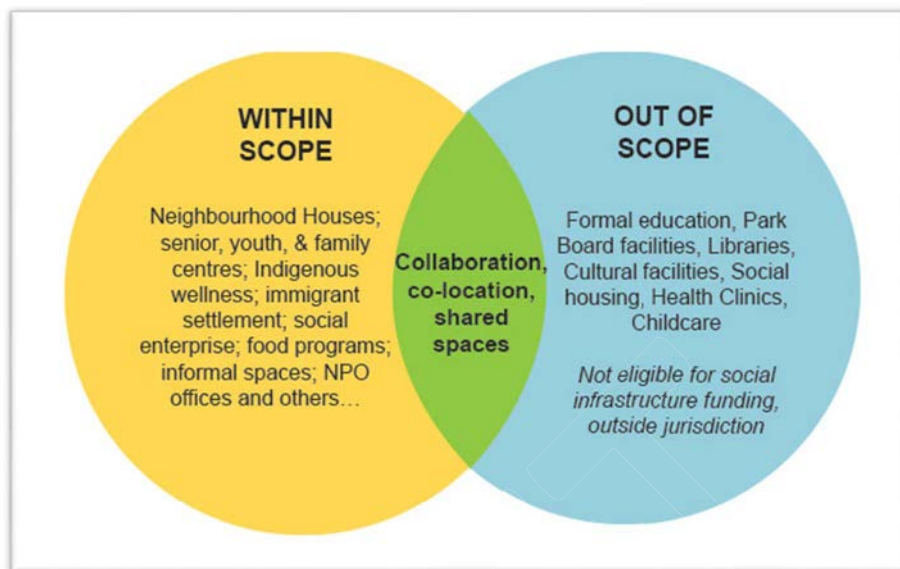 WITHIN
SCOPE
Neighbourhood Houses;
senior, youth, & family
centres; Indigenous
wellness; immigrant
settlement; social
enterprise; food programs;
informal spaces; NPO
offices and others…
Collaboration,
co-location,
shared
spaces
OUT OF
SCOPE
Formal education, Park
Board facilities, Libraries,
Cultural facilities, Social
housing, Health Clinics,
Childcare
Not eligible for social
infrastructure funding,
outside jurisdiction